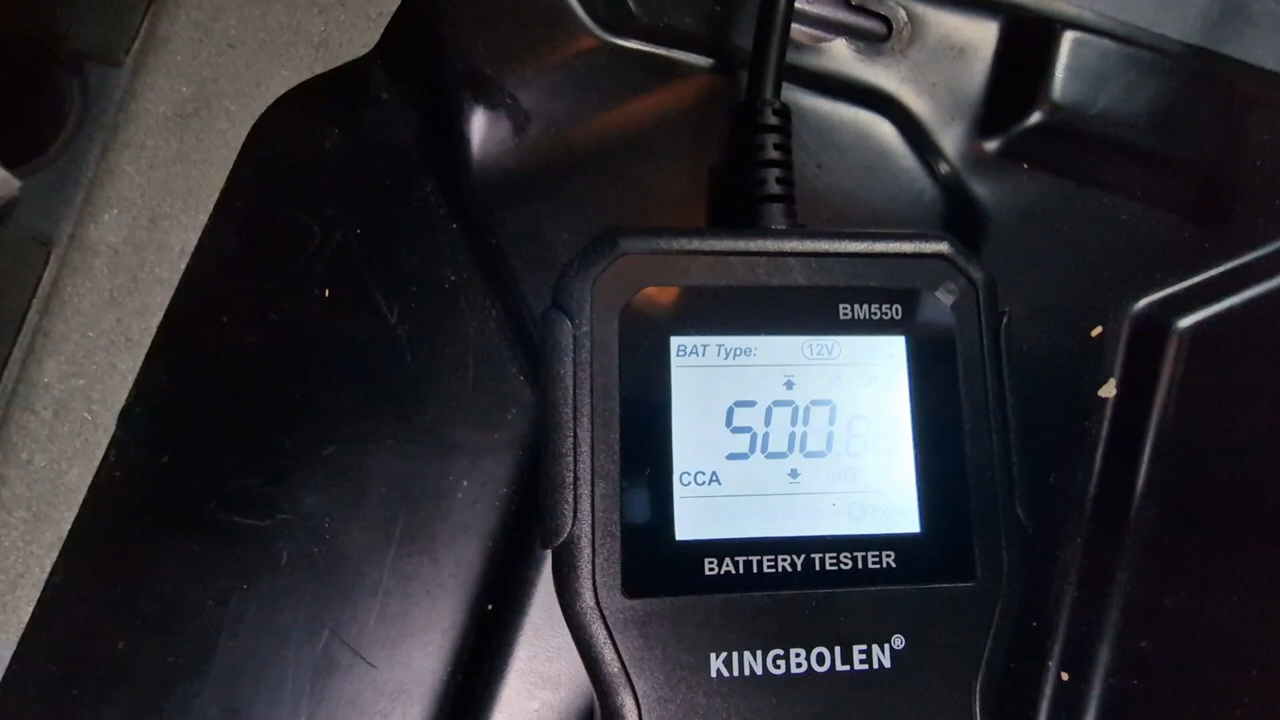 BM550
BAT Type: 12V
500
CCA
BATTERY TESTER
KINGBOLEN®